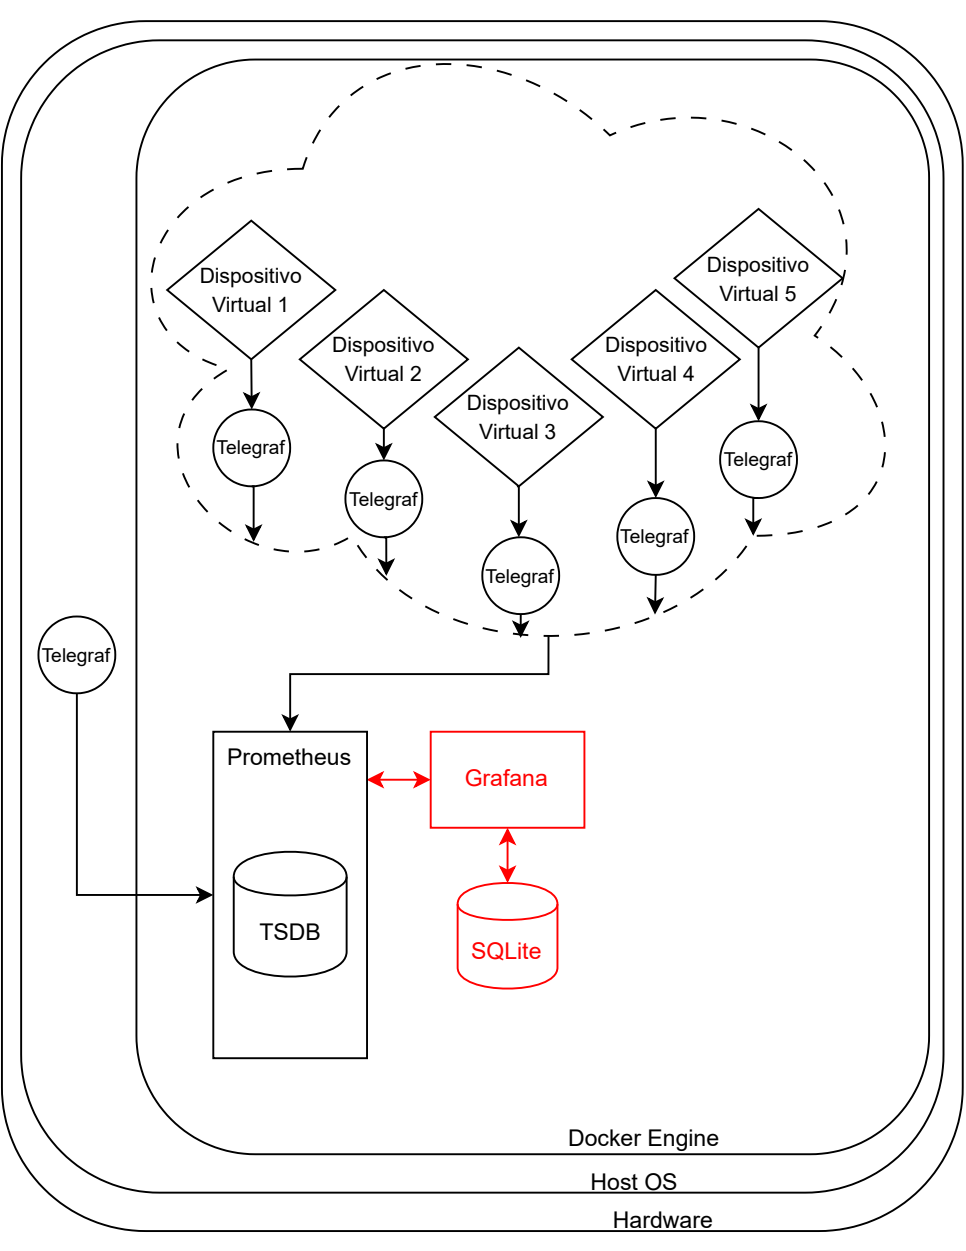 Dispositivo
Virtual 1
Dispositivo
Virtual 2
Dispositivo
Virtual 3
Dispositivo
Virtual 4
Dispositivo
Virtual 5
Telegraf
Telegraf
Telegraf
Telegraf
Telegraf
Telegraf
Prometheus
TSDB
Grafana
SQLite
Docker Engine
Host OS
Hardware